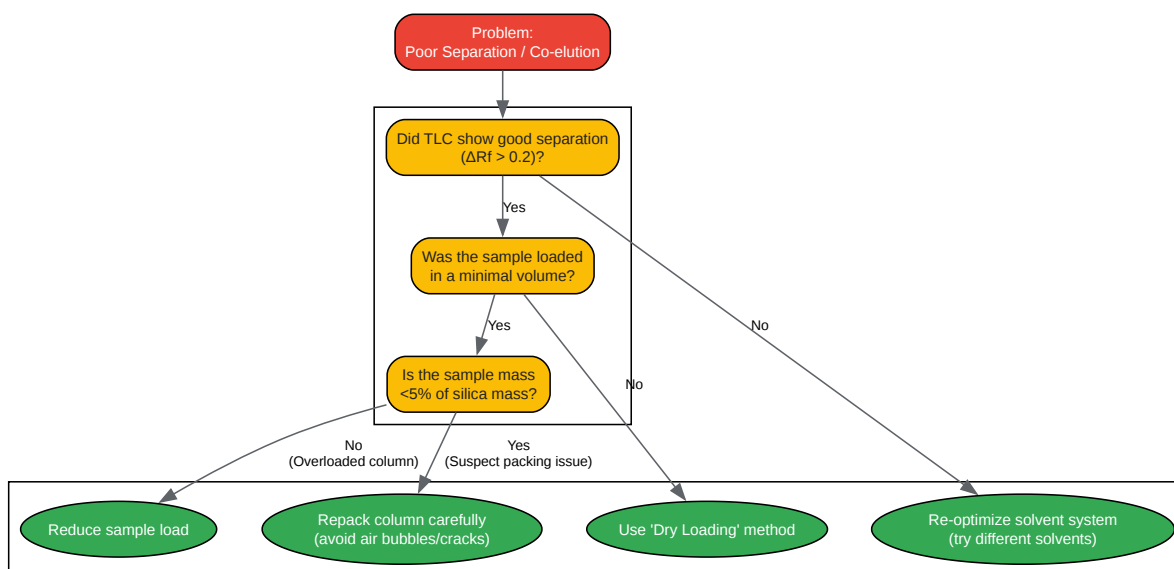 Problem:
Poor Separation / Co-elution
Did TLC show good separation
(ΔRf > 0.2)?
Yes
Was the sample loaded
in a minimal volume?
No
Yes
Is the sample mass
<5% of silica mass?
No
No
(Overloaded column)
Yes
(Suspect packing issue)
Reduce sample load
Repack column carefully
(avoid air bubbles/cracks)
Use 'Dry Loading' method
Re-optimize solvent system
(try different solvents)